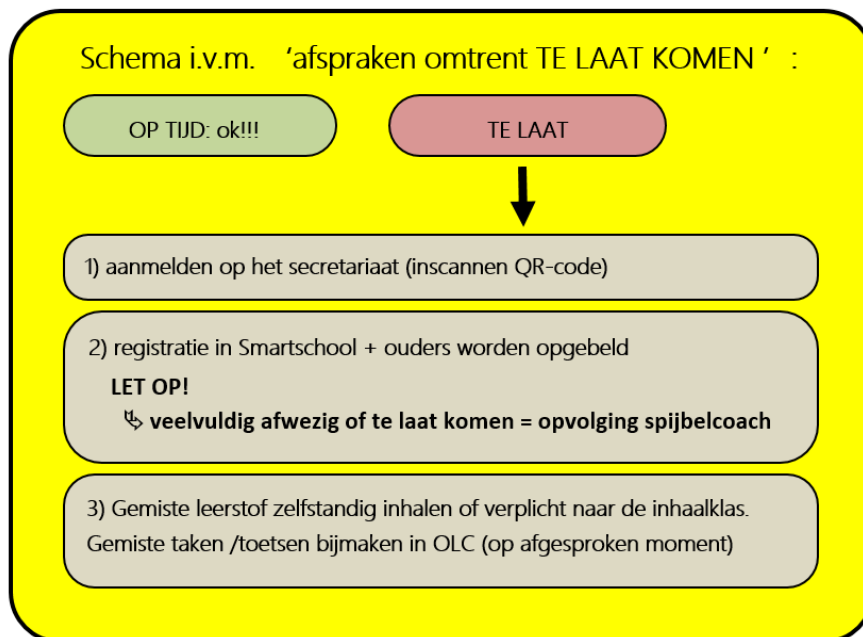 Schema i.v.m. 'afspraken omtrent TE LAAT KOMEN ' :
OP TIJD: ok!!!
TE LAAT
1) aanmelden op het secretariaat (inscannen QR-code)
2) registratie in Smartschool + ouders worden opgebeld
LET OP!
↳ veelvuldig afwezig of te laat komen = opvolging spijbelcoach
3) Gemiste leerstof zelfstandig inhalen of verplicht naar de inhaalklas.
Gemiste taken /toetsen bijmaken in OLC (op afgesproken moment)